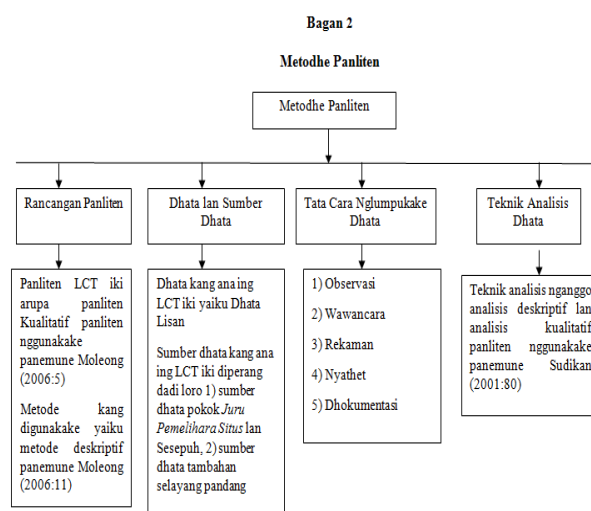 Bagan 2
Metodhe Panliten
Metodhe Panliten
Rancangan Panliten
Dhata lan Sumber
Dhata
Tata Cara Nglumpukake
Dhata
Teknik Analisis
Dhata
Panliten LCT iki
arupa panliten
Kualitatif panliten
nggunakake
panemune Moleong
(2006:5)
Metode kang
digunakake yaiku
metode deskriptif
panemune Moleong
(2006:11)
Dhata kang ana ing
LCT iki yaiku Dhata
Lisan
Sumber dhata kang ana
ing LCT iki diperang
dadi loro 1) sumber
dhata pokok Juru
Pemelihara Situs lan
Sesepuh, 2) sumber
dhata tambahan
selayang pandang
1) Observasi
2) Wawancara
3) Rekaman
4) Nyathet
5) Dhokumentasi
Teknik analisis nganggo
analisis deskriptif lan
analisis kualitatif
panliten nggunakake
panemune Sudikan
(2001:80)